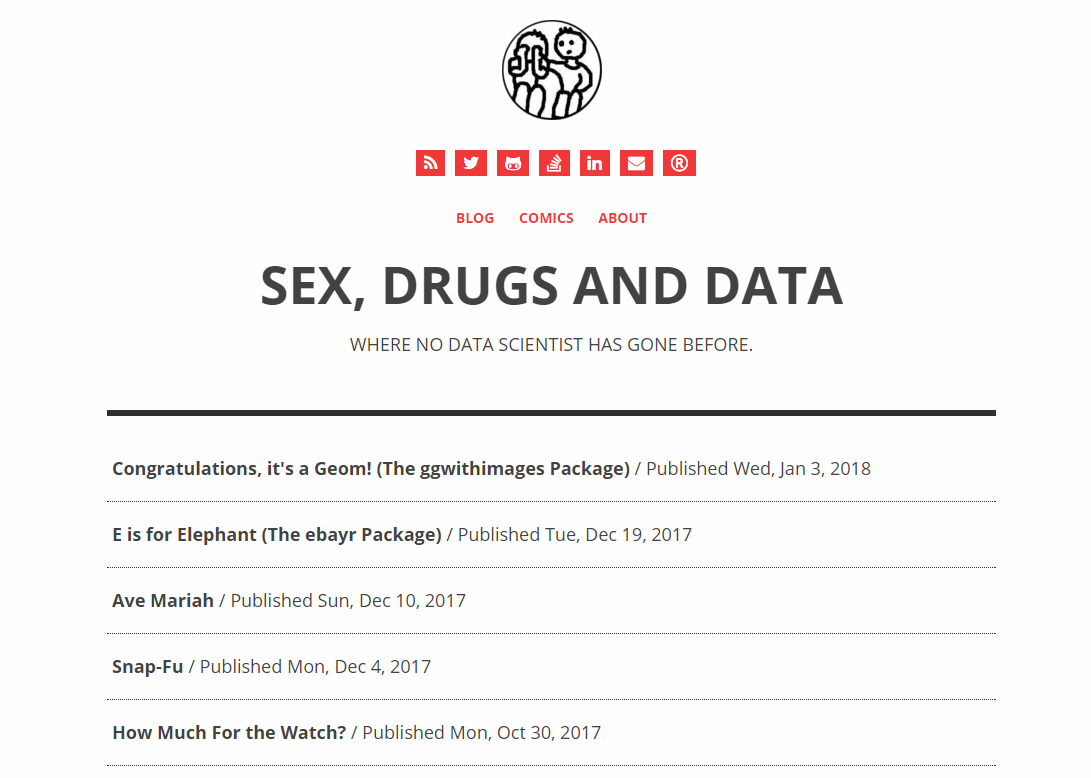 BLOG COMICS ABOUT
SEX, DRUGS AND DATA
WHERE NO DATA SCIENTIST HAS GONE BEFORE.
Congratulations, it's a Geom! (The ggwithimages Package) / Published Wed, Jan 3, 2018
E is for Elephant (The ebayr Package) / Published Tue, Dec 19, 2017
Ave Mariah / Published Sun, Dec 10, 2017
Snap-Fu / Published Mon, Dec 4, 2017
How Much For the Watch? / Published Mon, Oct 30, 2017